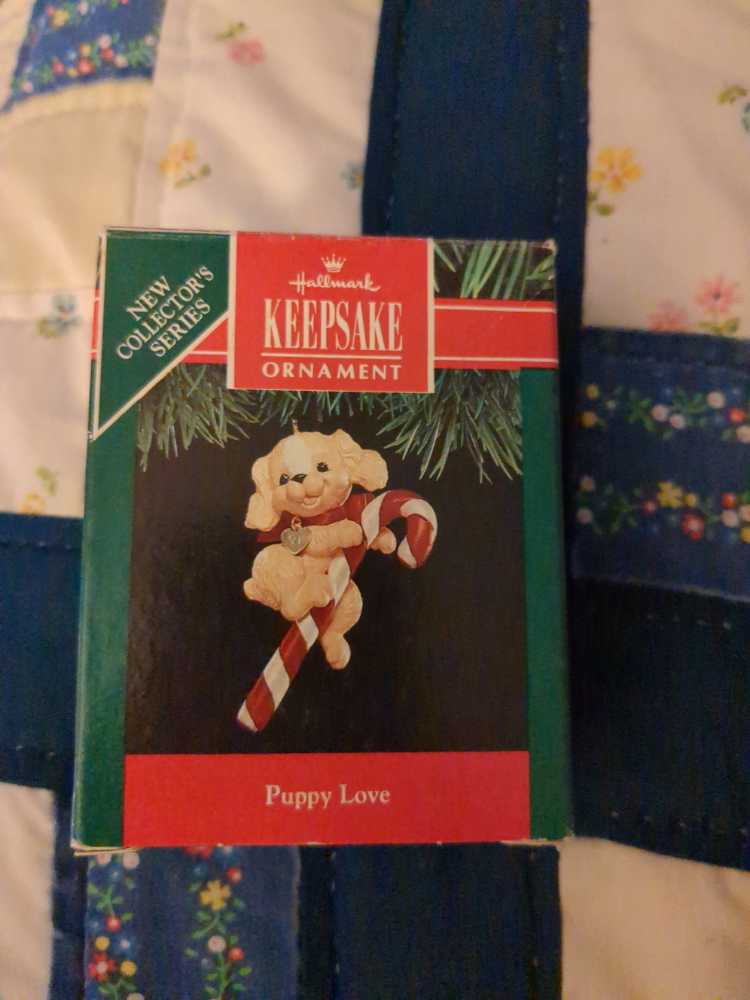 NEW
COLLECTOR'S
SERIES
Hallmark
KEEPSAKE
ORNAMENT
Puppy Love